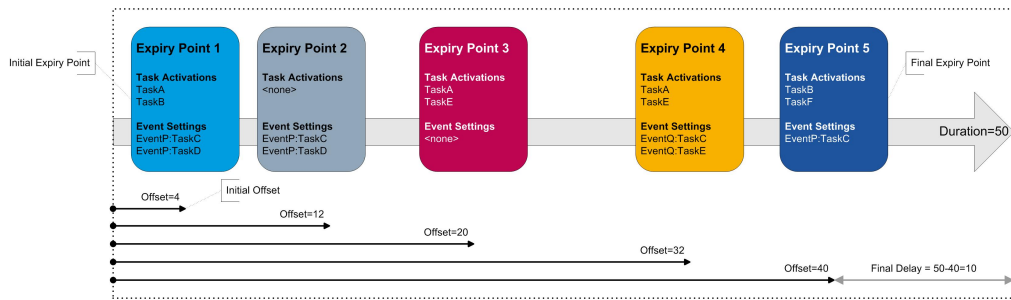 Initial Expiry Point
Expiry Point 1
Task Activations
TaskA
TaskB
Event Settings
EventP:TaskC
EventP:TaskD
Expiry Point 2
Task Activations
<none>
Event Settings
EventP:TaskC
EventP:TaskD
Expiry Point 3
Task Activations
TaskA
TaskE
Event Settings
<none>
Expiry Point 4
Task Activations
TaskA
TaskE
Event Settings
EventQ:TaskC
EventQ:TaskE
Expiry Point 5
Task Activations
TaskB
TaskF
Event Settings
EventP:TaskC
Final Expiry Point
Duration=50
Offset=4
Initial Offset
Offset=12
Offset=20
Offset=32
Offset=40
Final Delay = 50-40=10